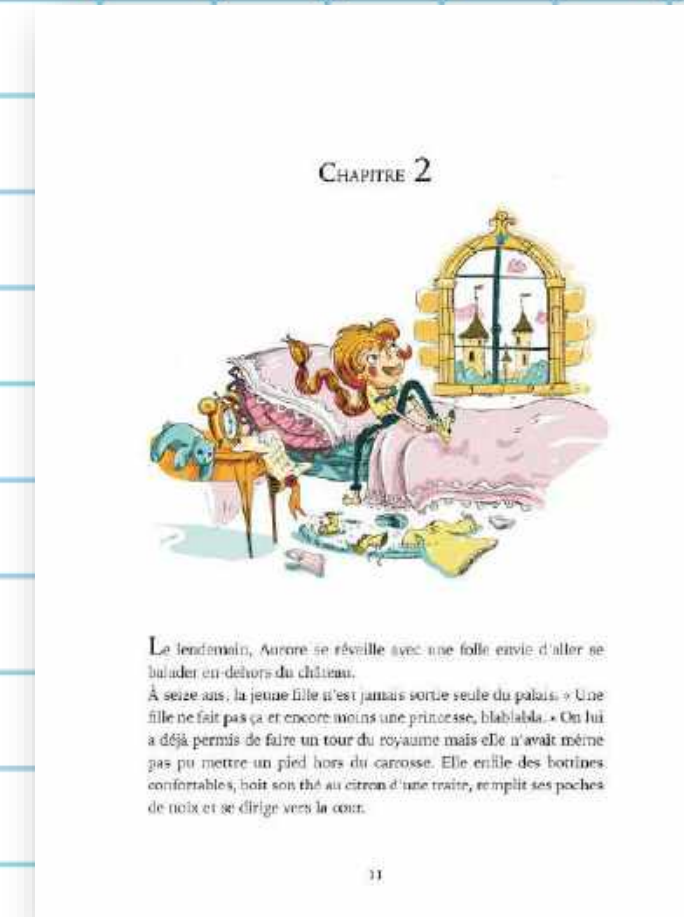 CHAPITRE 2
Le lendemain, Aurore se réveille avec une folle envie d'aller se
balader en-dehors du château.
À seize ans, la jeune fille n'est jamais sortie seule du palais. « Une
fille ne fait pas ça et encore moins une princesse, blablabla. » On lui
a déjà permis de faire un tour du royaume mais elle n'avait même
pas pu mettre un pied hors du carrosse. Elle enfile des bottines
confortables, boit son thé au citron d'une traite, remplit ses poches
de noix et se dirige vers la cour.
11